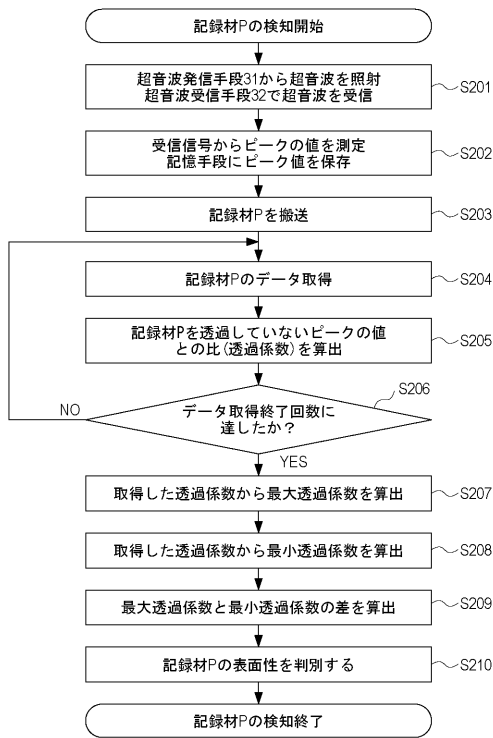 記録材Pの検知開始
超音波発信手段31から超音波を照射
超音波受信手段32で超音波を受信
S201
受信信号からピークの値を測定
記憶手段にピーク値を保存
S202
記録材Pを搬送
S203
記録材Pのデータ取得
S204
記録材Pを透過していないピークの値
との比(透過係数)を算出
S205
S206
データ取得終了回数に
達したか？
NO
YES
取得した透過係数から最大透過係数を算出
S207
取得した透過係数から最小透過係数を算出
S208
最大透過係数と最小透過係数の差を算出
S209
記録材Pの表面性を判別する
S210
記録材Pの検知終了